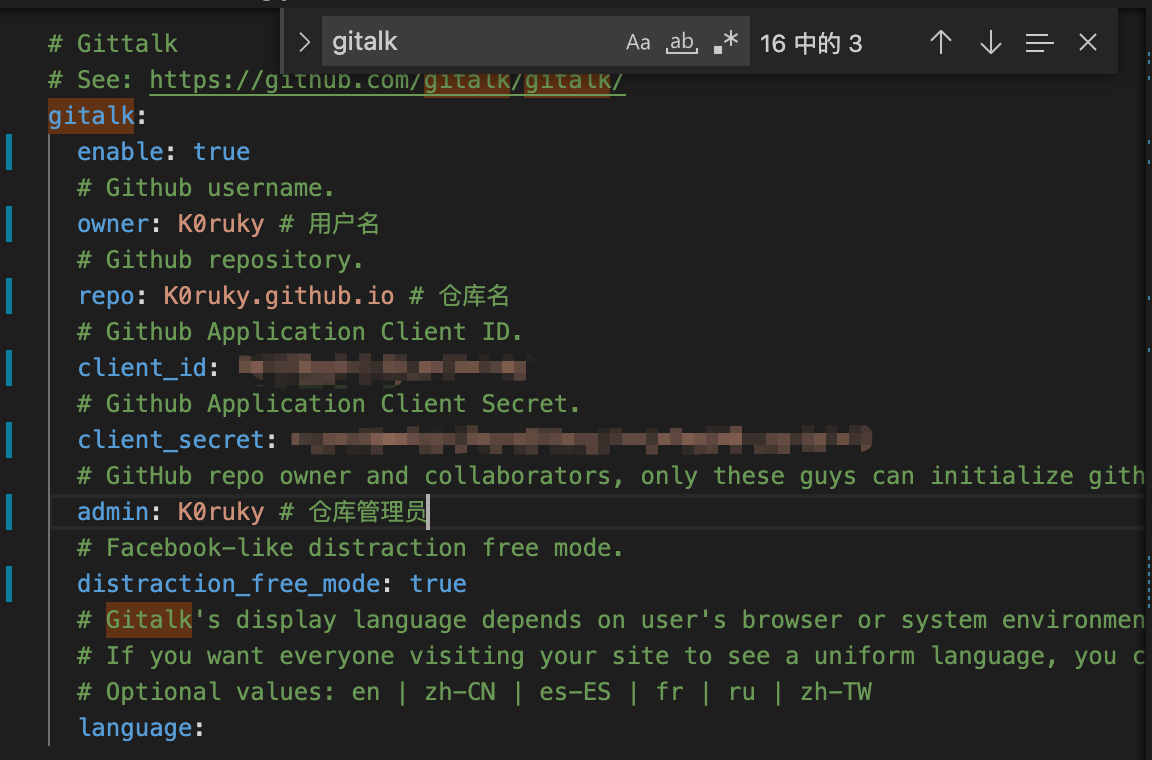 gitalk Aa ab .* 16 中的 3
# Gittalk
# See: https://github.com/gitalk/gitalk/
gitalk:
enable: true
# Github username.
owner: K0ruky # 用户名
# Github repository.
repo: K0ruky.github.io # 仓库名
# Github Application Client ID.
client_id:
# Github Application Client Secret.
client_secret:
# GitHub repo owner and collaborators, only these guys can initialize gith
admin: K0ruky # 仓库管理员
# Facebook-like distraction free mode.
distraction_free_mode: true
# Gitalk's display language depends on user's browser or system environmen
# If you want everyone visiting your site to see a uniform language, you c
# Optional values: en | zh-CN | es-ES | fr | ru | zh-TW
language: